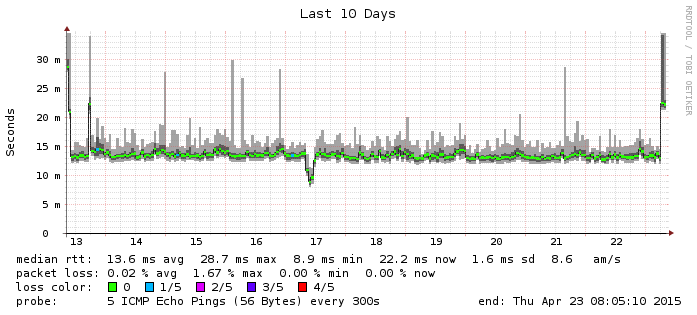 Last 10 Days
RRDTOOL / TOBI OETIKER
Seconds
30 m
25 m
20 m
15 m
10 m
5 m
0
13 14 15 16 17 18 19 20 21 22
median rtt: 13.6 ms avg 28.7 ms max 8.9 ms min 22.2 ms now 1.6 ms sd 8.6 am/s
packet loss: 0.02 % avg 1.67 % max 0.00 % min 0.00 % now
loss color: 0 1/5 2/5 3/5 4/5
probe: 5 ICMP Echo Pings (56 Bytes) every 300s end: Thu Apr 23 08:05:10 2015